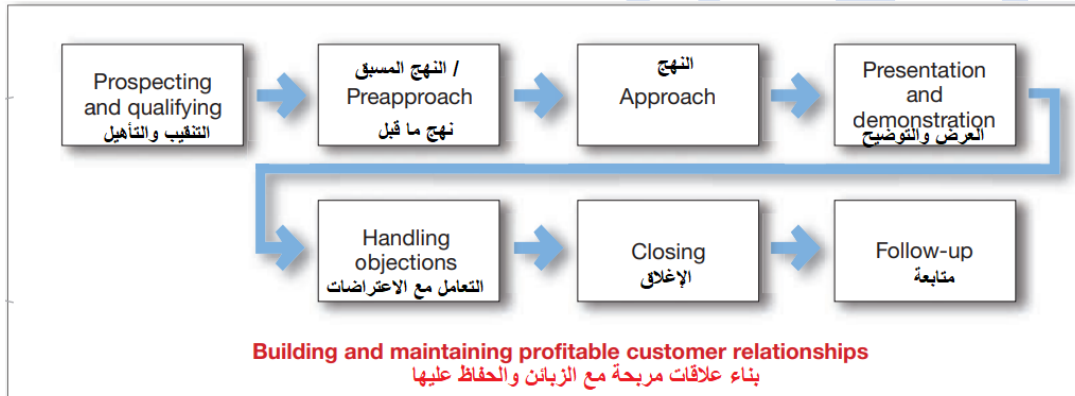 Prospecting
and qualifying
التنقيب والتأهيل
النهج المسبق /
Preapproach
نهج ما قبل
النهج
Approach
Presentation
and
demonstration
العرض والتوضيح
Handling
objections
التعامل مع الاعتراضات
Closing
الإغلاق
Follow-up
متابعة
Building and maintaining profitable customer relationships
بناء علاقات مربحة مع الزبائن والحفاظ عليها